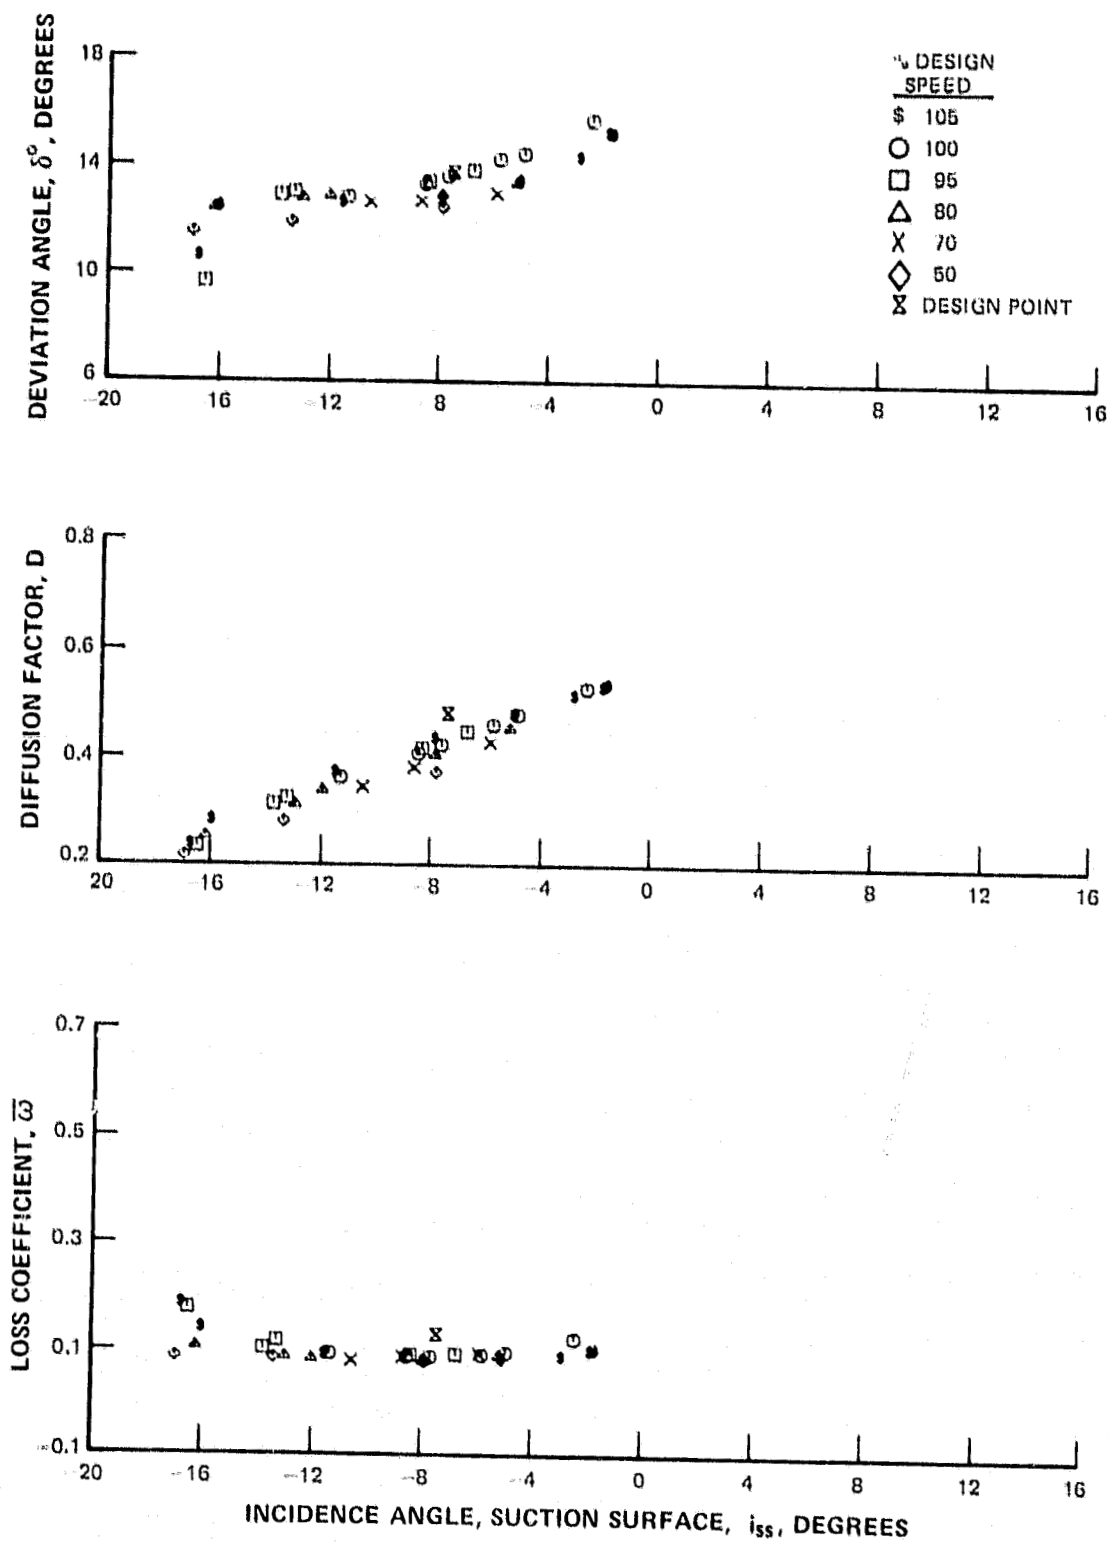 DEVIATION ANGLE, δ°, DEGREES
18
14
10
6
% DESIGN
SPEED
$ 105
100
95
80
70
50
DESIGN POINT
-20 -16 -12 -8 -4 0 4 8 12 16
DIFFUSION FACTOR, D
0.8
0.6
0.4
0.2
20 -16 -12 -8 -4 0 4 8 12 16
LOSS COEFFICIENT, ω̅
0.7
0.5
0.3
0.1
-0.1
-20 -16 -12 -8 -4 0 4 8 12 16
INCIDENCE ANGLE, SUCTION SURFACE, iss, DEGREES